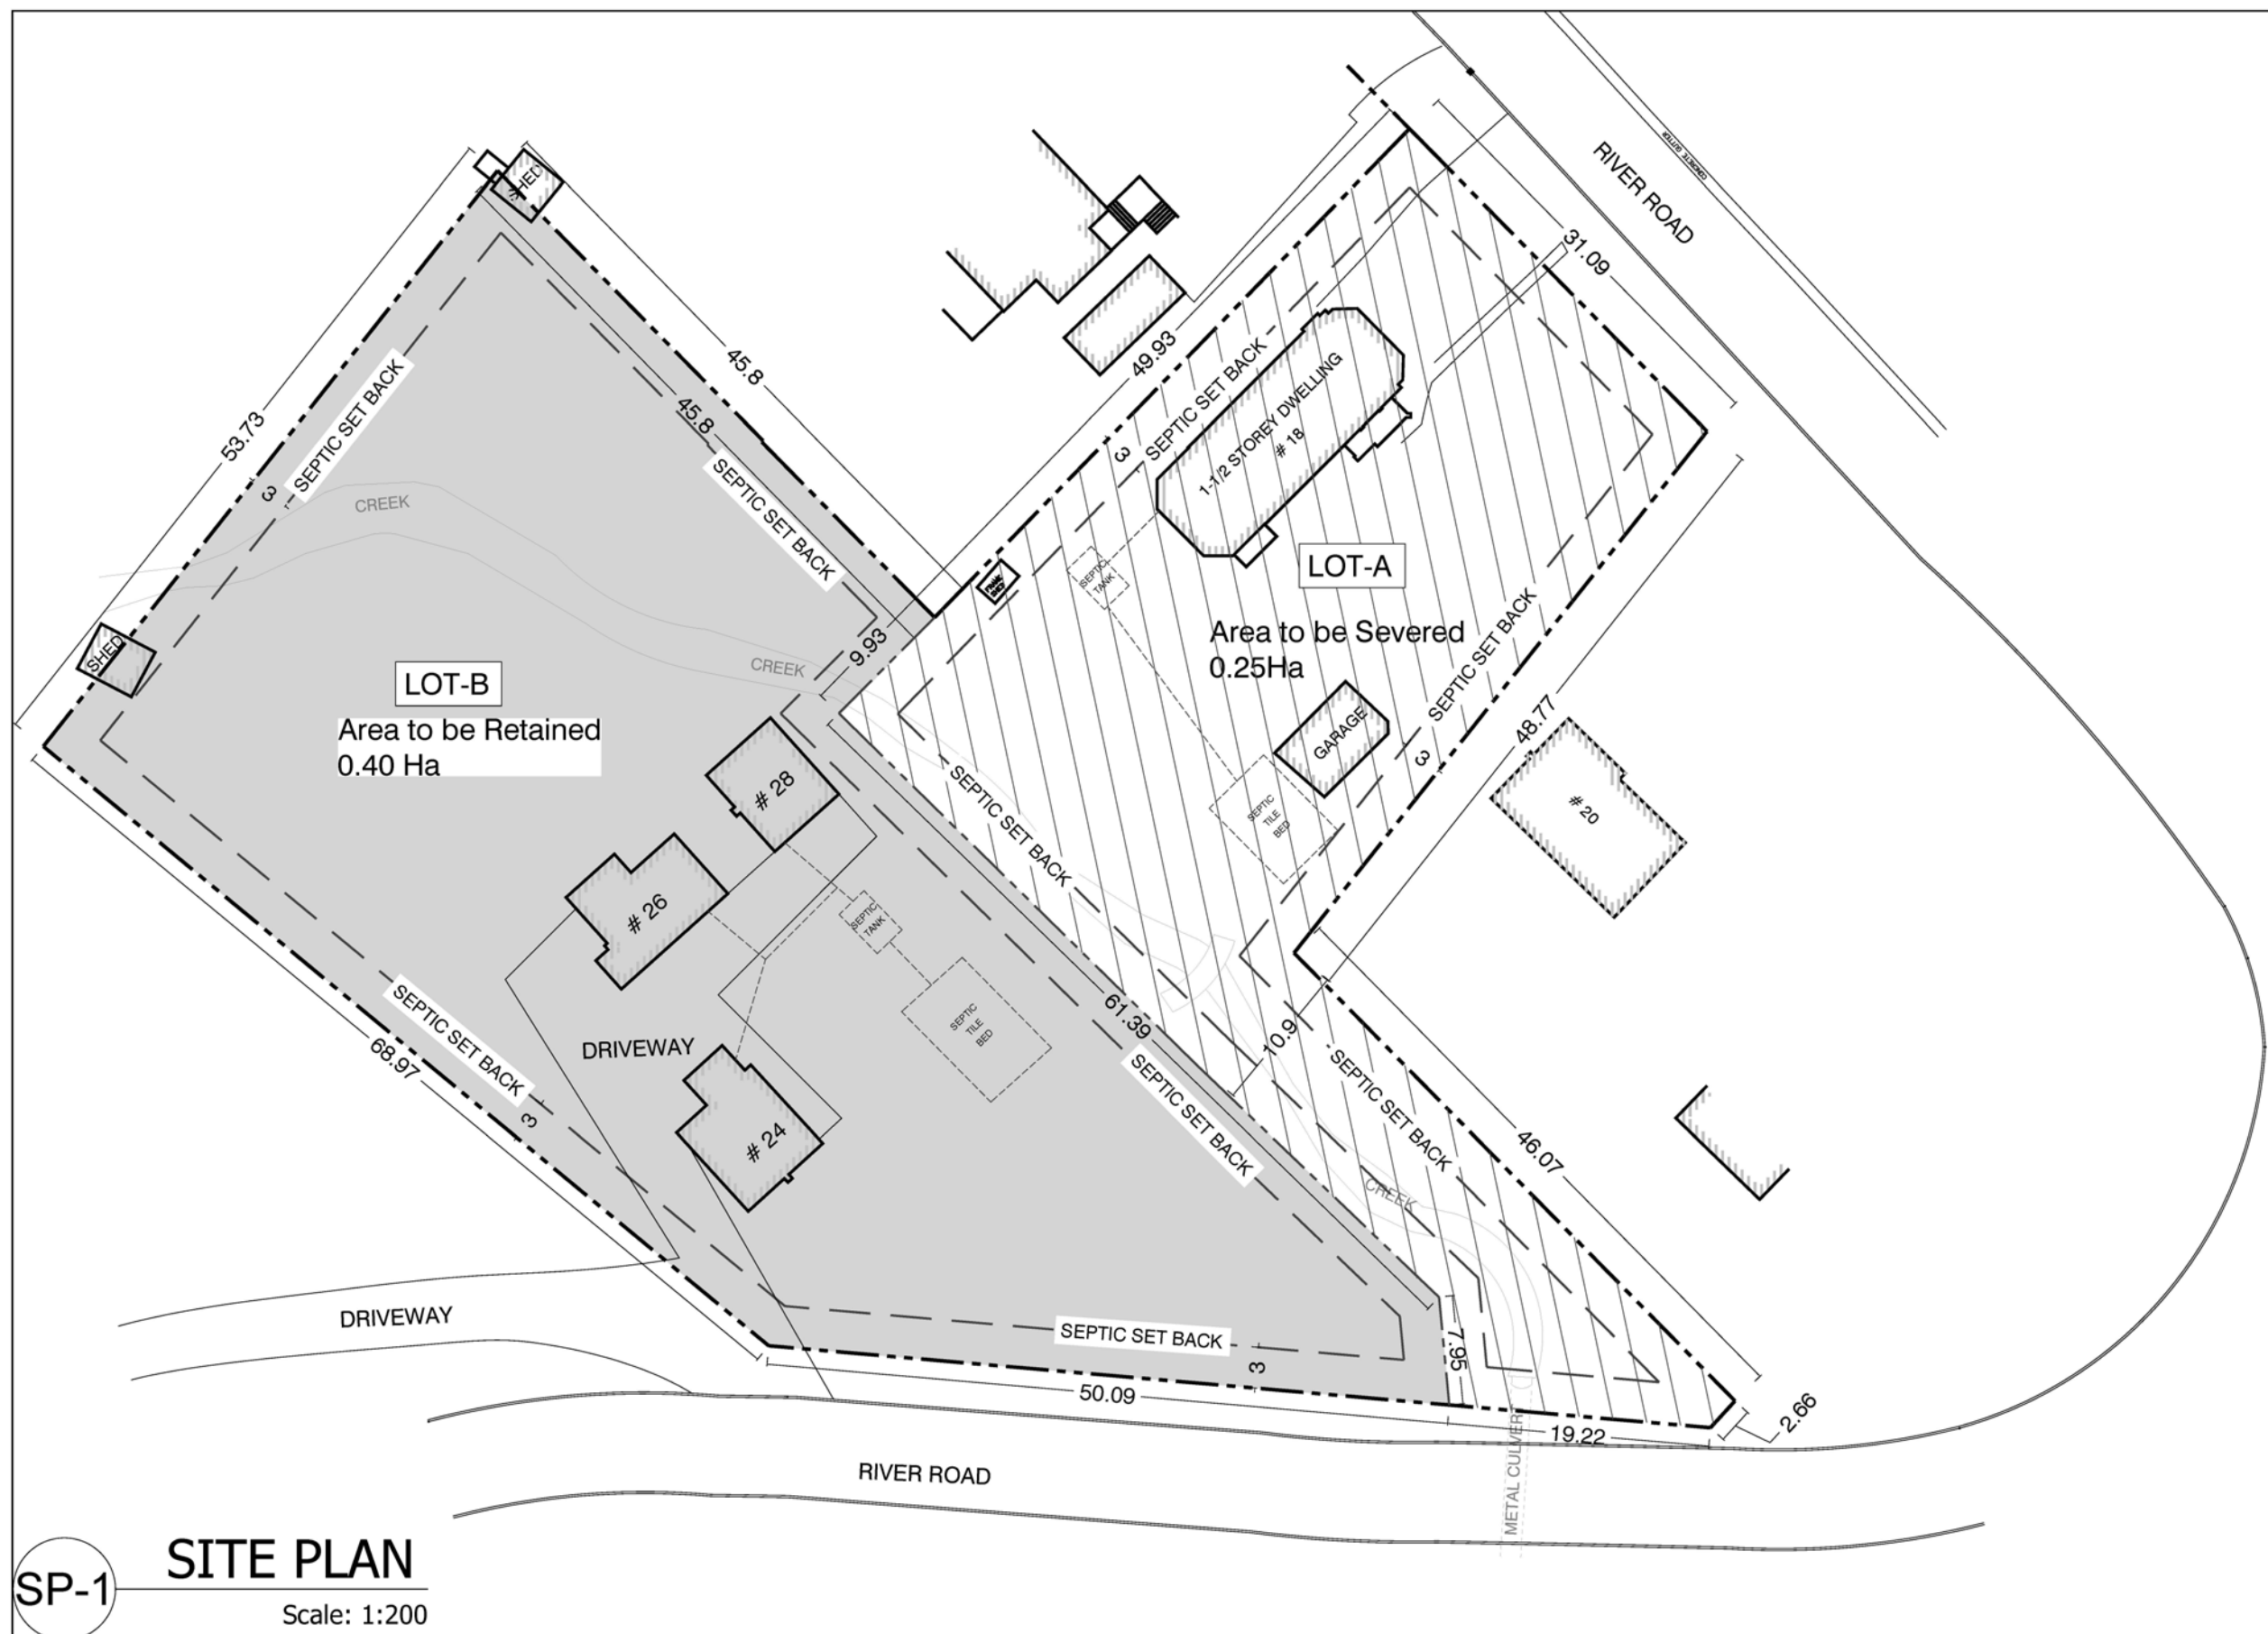 RIVER ROAD
CONCRETE GUTTER
SHED
31.09
45.8
49.93
SEPTIC SET BACK
1-1/2 STOREY DWELLING
# 18
3
53.73
SEPTIC SET BACK
45.8
3
SEPTIC SET BACK
CREEK
SEPTIC
TANK
LOT-A
Area to be Severed
0.25Ha
SEPTIC SET BACK
SHED
9.93
CREEK
LOT-B
Area to be Retained
0.40 Ha
GARAGE
48.77
3
# 28
SEPTIC SET BACK
SEPTIC
TILE
BED
# 20
# 26
SEPTIC
TANK
SEPTIC SET BACK
68.97
3
DRIVEWAY
SEPTIC
TILE
BED
61.39
10.9
SEPTIC SET BACK
SEPTIC SET BACK
# 24
46.07
CREEK
DRIVEWAY
SEPTIC SET BACK
3
7.95
50.09
19.22
2.66
METAL CULVERT
RIVER ROAD
SP-1
SITE PLAN
Scale: 1:200